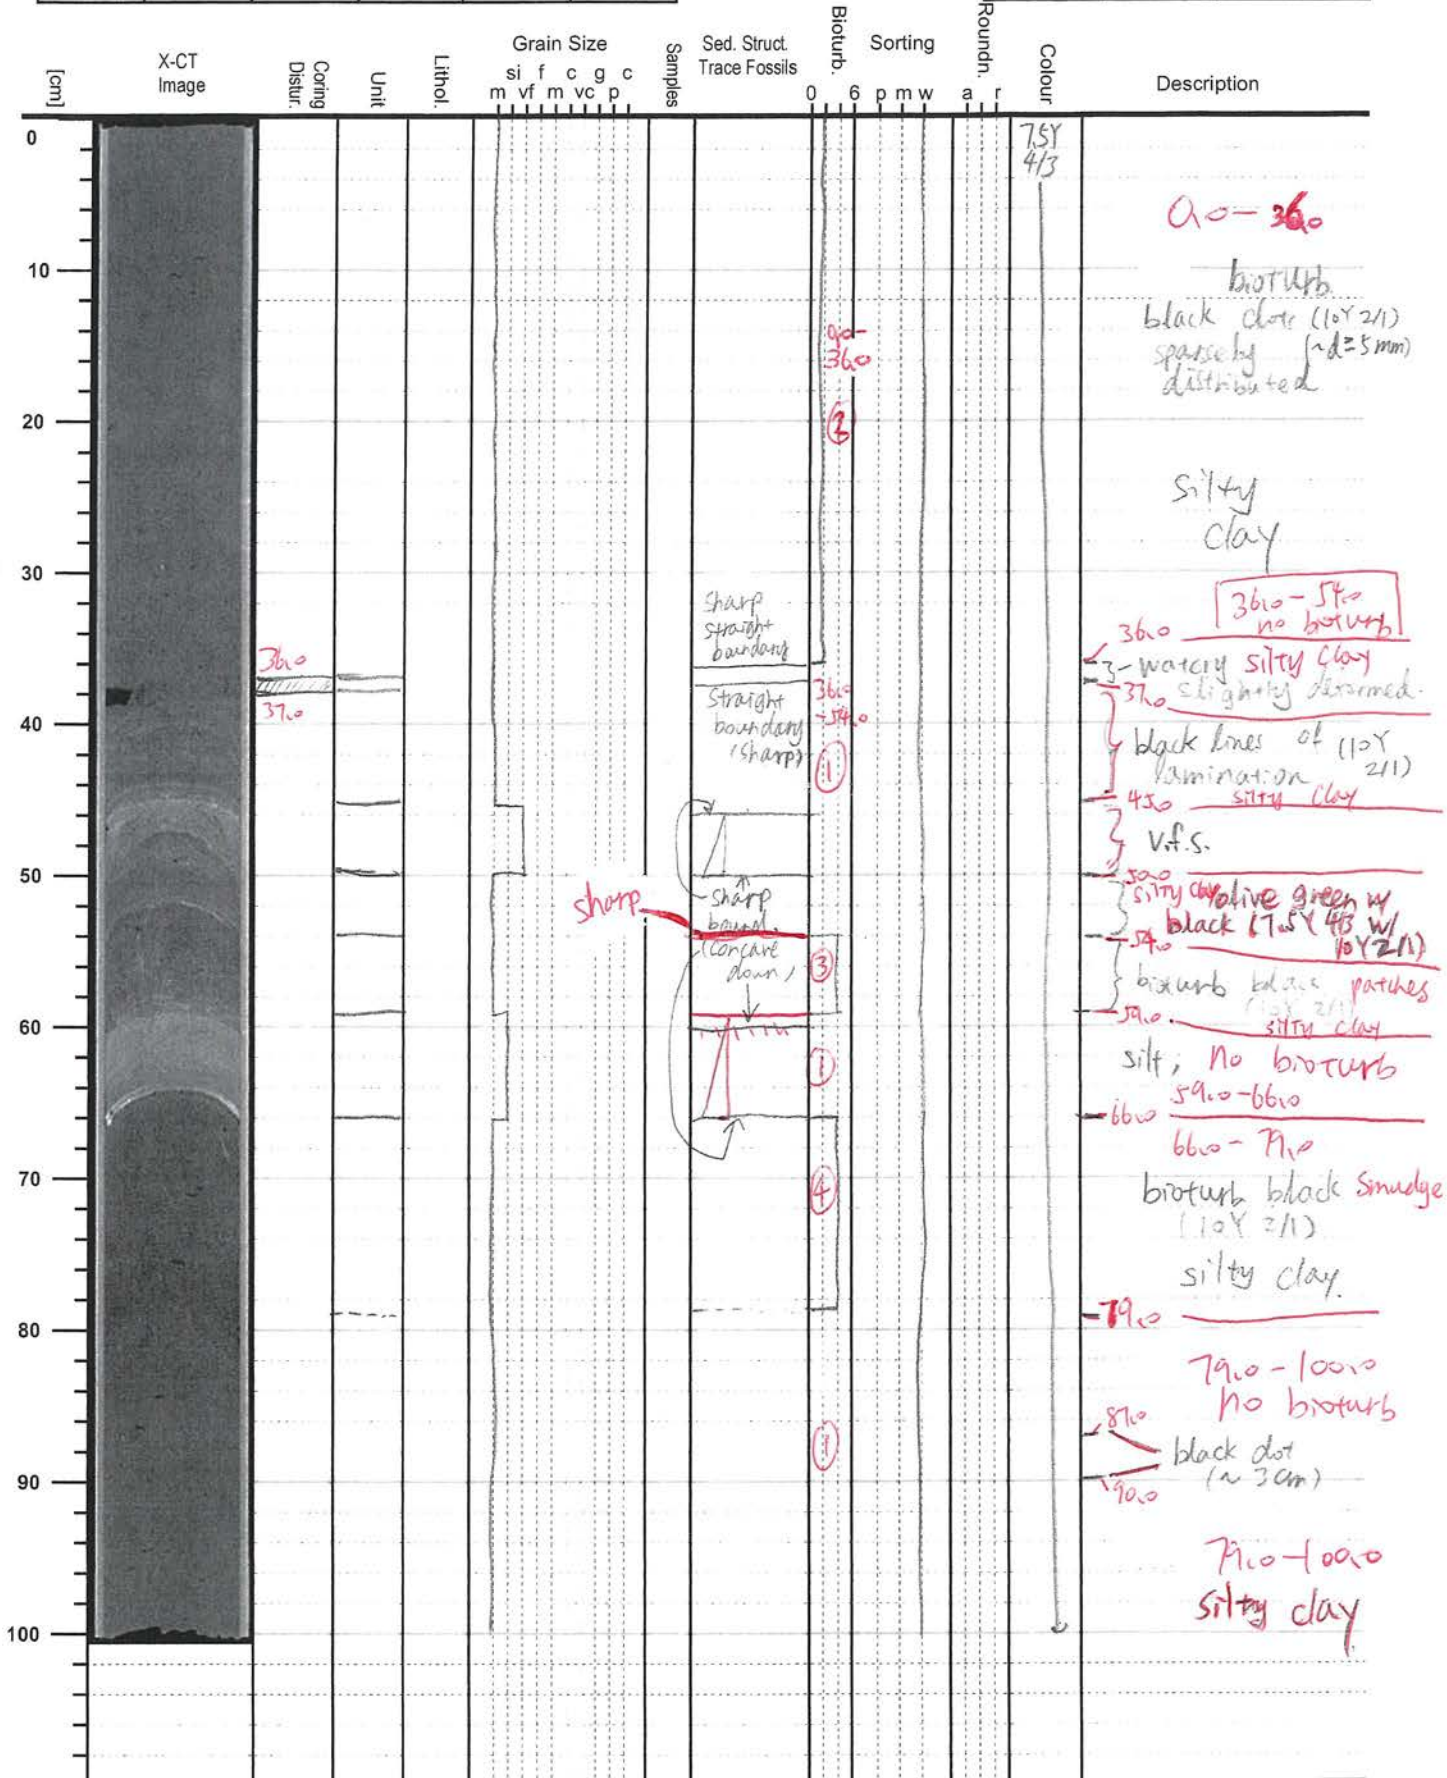 [cm]
X-CT
Image
Coring
Distur.
Unit
Lithol.
Grain Size
si f c g c
m vf m vc p
Samples
Sed. Struct.
Trace Fossils
Bioturb.
0 6
Sorting
p m w
Roundn.
a r
Colour
Description
0
10
20
30
40
50
60
70
80
90
100
7.5Y
4/3
0.0 — 36.0
bioturb
black dots (10Y 2/1)
sparseby (~d=5mm)
distributed
0.0 -
36.0
2
silty
clay
sharp
straight
boundary
36.0 - 54.0
no bioturb
36.0
36.0
37.0
watery silty clay
37.0 slightly deformed.
straight
boundary
(sharp)
36.0
-54.0
1
black lines of (10Y
lamination 2/1)
45.0 silty clay
v.f.s.
50.0
sharp
sharp
bound.
(concave
down)
silty clay olive green w/
black (7.5Y 4/3 w/
10Y 2/1)
54.0
3
bioturb black patches
(10Y 2/1)
59.0 silty clay
1
silt, no bioturb
59.0 - 66.0
66.0
66.0 - 79.0
4
bioturb black smudge
(10Y 2/1)
silty clay
79.0
79.0 - 100.0
no bioturb
87.0
1
black dot
(~ 3cm)
90.0
79.0 - 100.0
silty clay